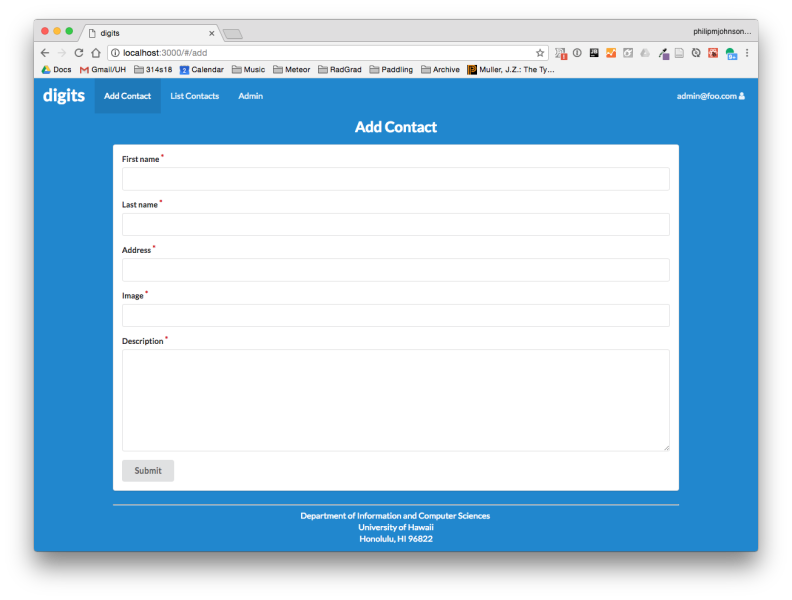 digits
philipmjohnson...
localhost:3000/#/add
Docs Gmail/UH 314s18 Calendar Music Meteor RadGrad Paddling Archive Muller, J.Z.: The Ty...
digits Add Contact List Contacts Admin admin@foo.com
Add Contact
First name *
Last name *
Address *
Image *
Description *
Submit
Department of Information and Computer Sciences
University of Hawaii
Honolulu, HI 96822